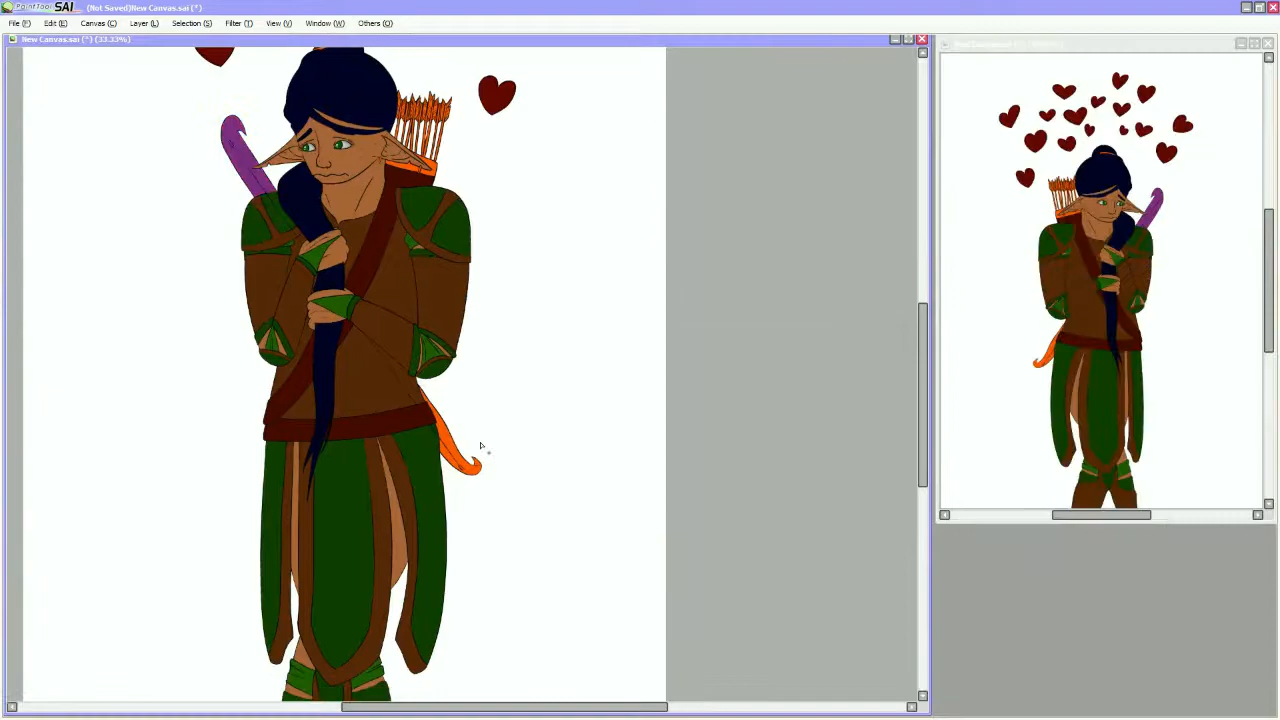 PaintTool SAI (Not Saved)New Canvas.sai (*)
File (F) Edit (E) Canvas (C) Layer (L) Selection (S) Filter (T) View (V) Window (W) Others (O)
New Canvas.sai (*) (33.33%)